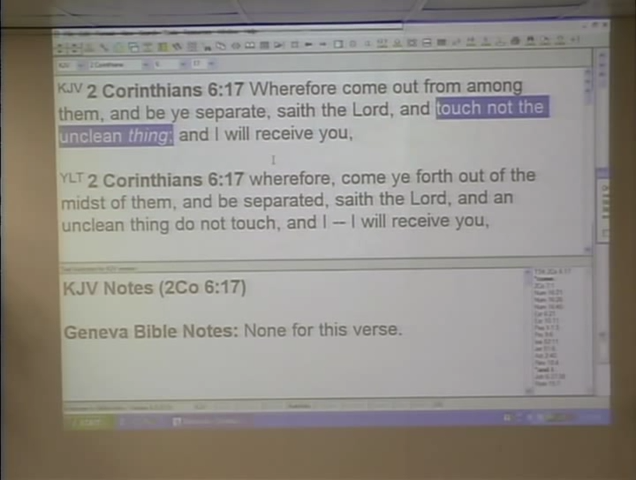 KJV 2 Corinthians 6:17 Wherefore come out from among
them, and be ye separate, saith the Lord, and touch not the
unclean thing; and I will receive you,
YLT 2 Corinthians 6:17 wherefore, come ye forth out of the
midst of them, and be separated, saith the Lord, and an
unclean thing do not touch, and I — I will receive you,
KJV Notes (2Co 6:17)
Geneva Bible Notes: None for this verse.